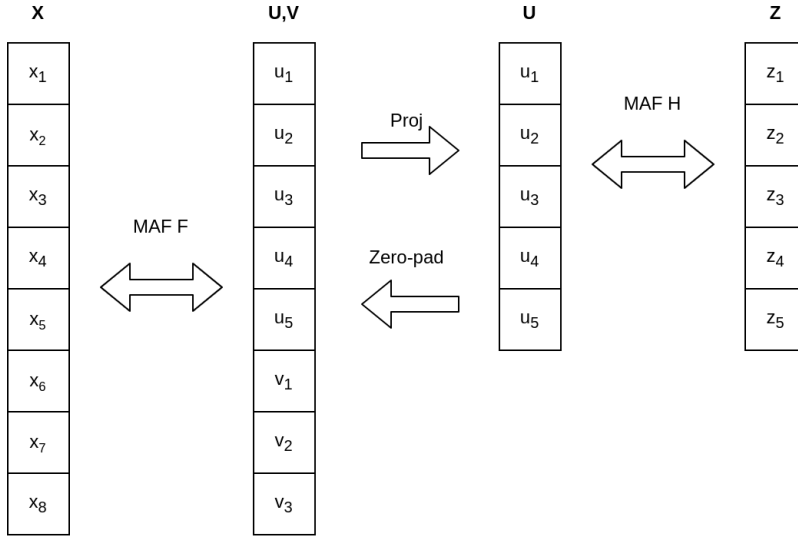 X U,V U Z
x1 u1 u1 z1
Proj MAF H
x2 u2 u2 z2
x3 u3 u3 z3
MAF F
x4 u4 Zero-pad u4 z4
x5 u5 u5 z5
x6 v1
x7 v2
x8 v3